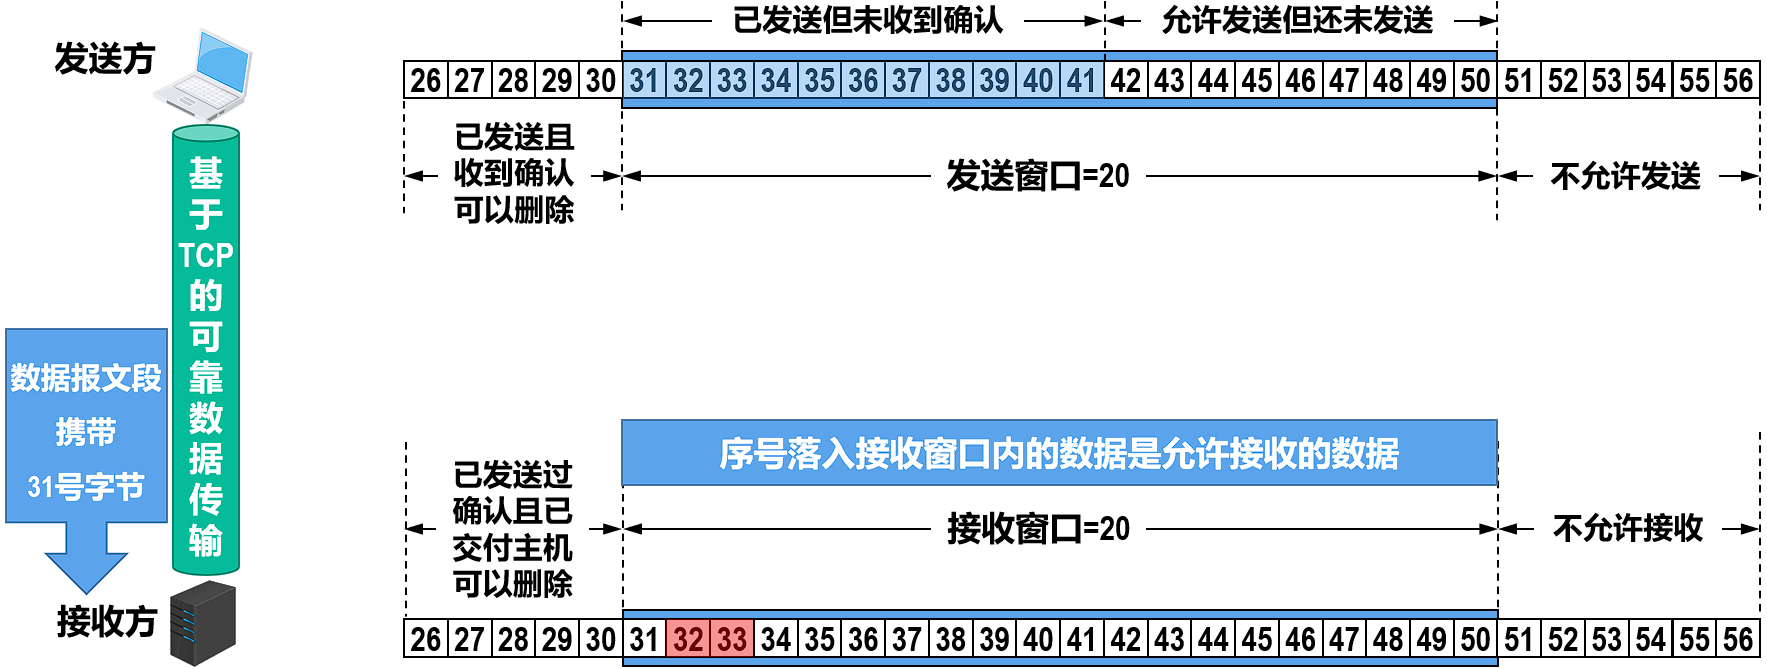 已发送但未收到确认
允许发送但还未发送
发送方
26 27 28 29 30 31 32 33 34 35 36 37 38 39 40 41 42 43 44 45 46 47 48 49 50 51 52 53 54 55 56
已发送且
收到确认
可以删除
发送窗口=20
不允许发送
基
于
TCP
的
可
靠
数
据
传
输
数据报文段
携带
31号字节
序号落入接收窗口内的数据是允许接收的数据
已发送过
确认且已
交付主机
可以删除
接收窗口=20
不允许接收
接收方
26 27 28 29 30 31 32 33 34 35 36 37 38 39 40 41 42 43 44 45 46 47 48 49 50 51 52 53 54 55 56